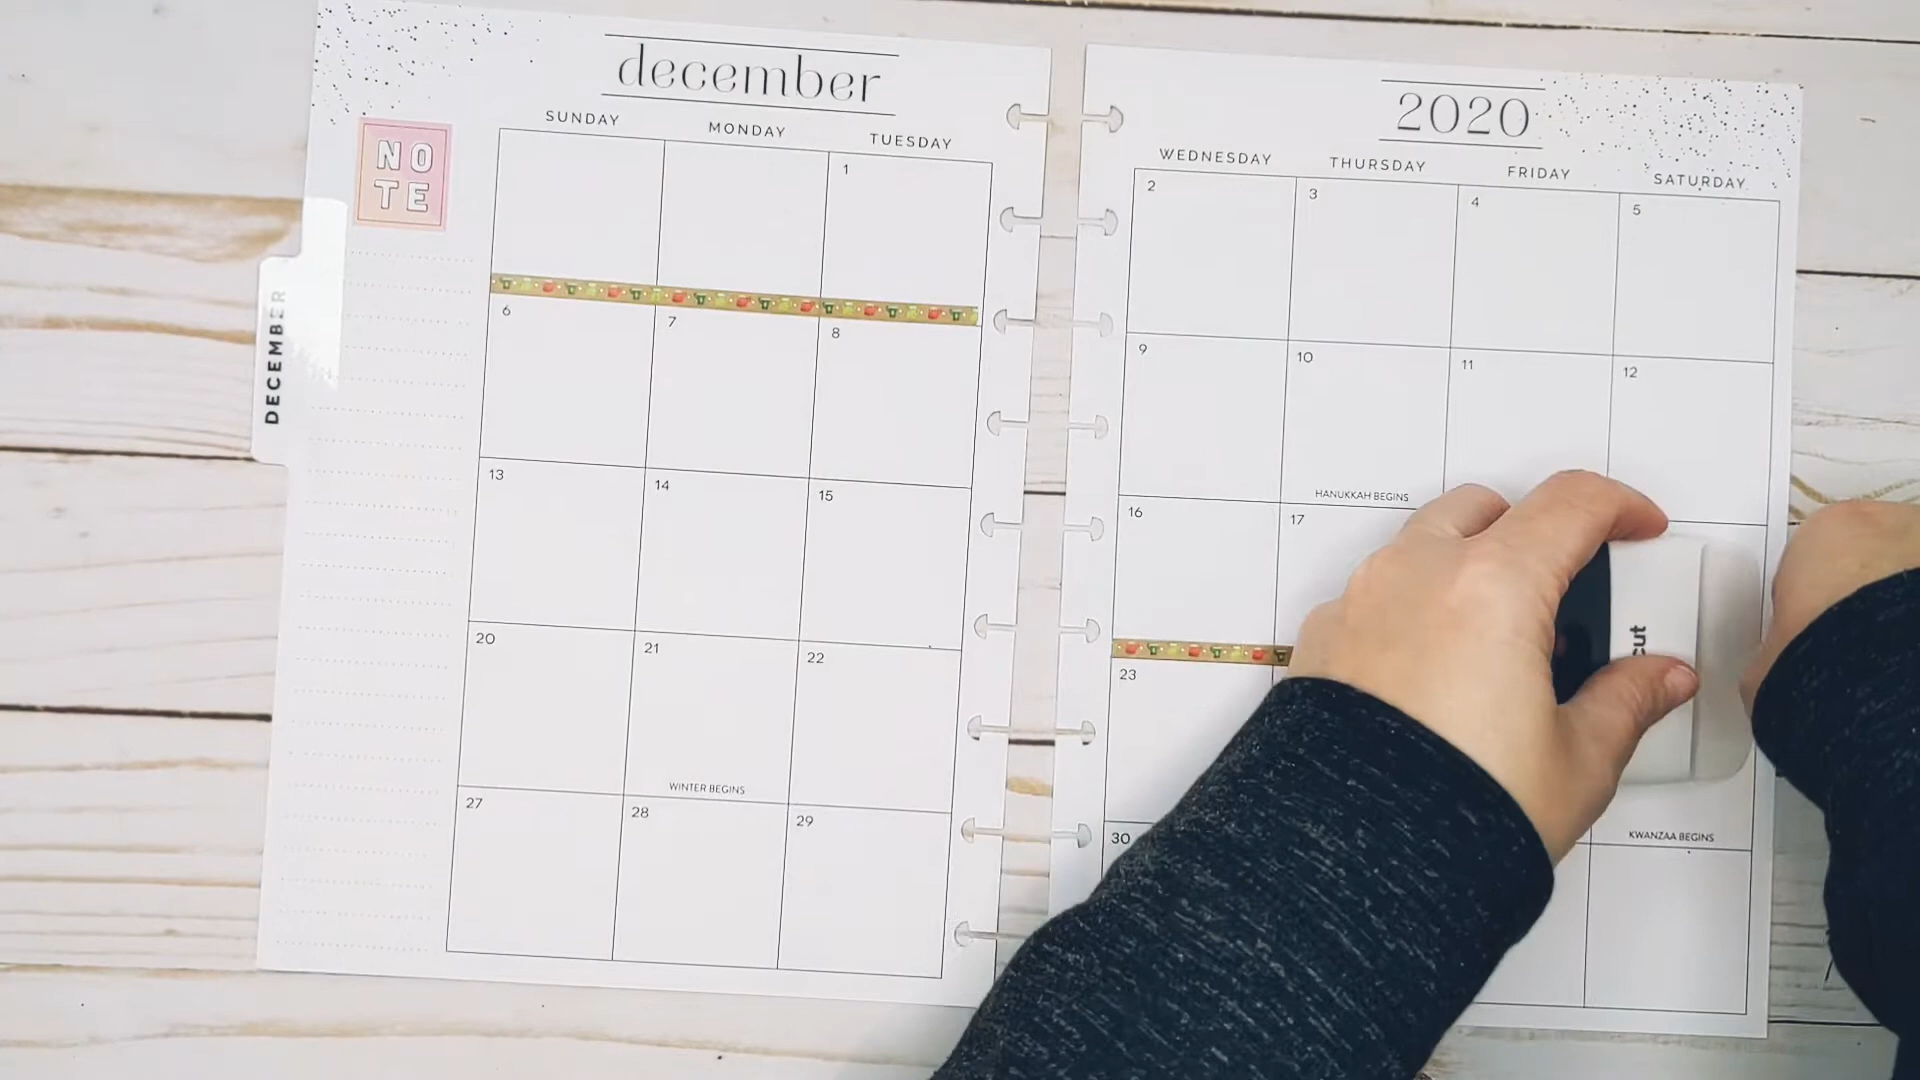 december
2020
SUNDAY MONDAY TUESDAY
WEDNESDAY THURSDAY FRIDAY SATURDAY
NO
TE
DECEMBER
1
2 3 4 5
6 7 8
9 10 11 12
HANUKKAH BEGINS
13 14 15
16 17
20 21 22
WINTER BEGINS
23
KWANZAA BEGINS
27 28 29
30
cut